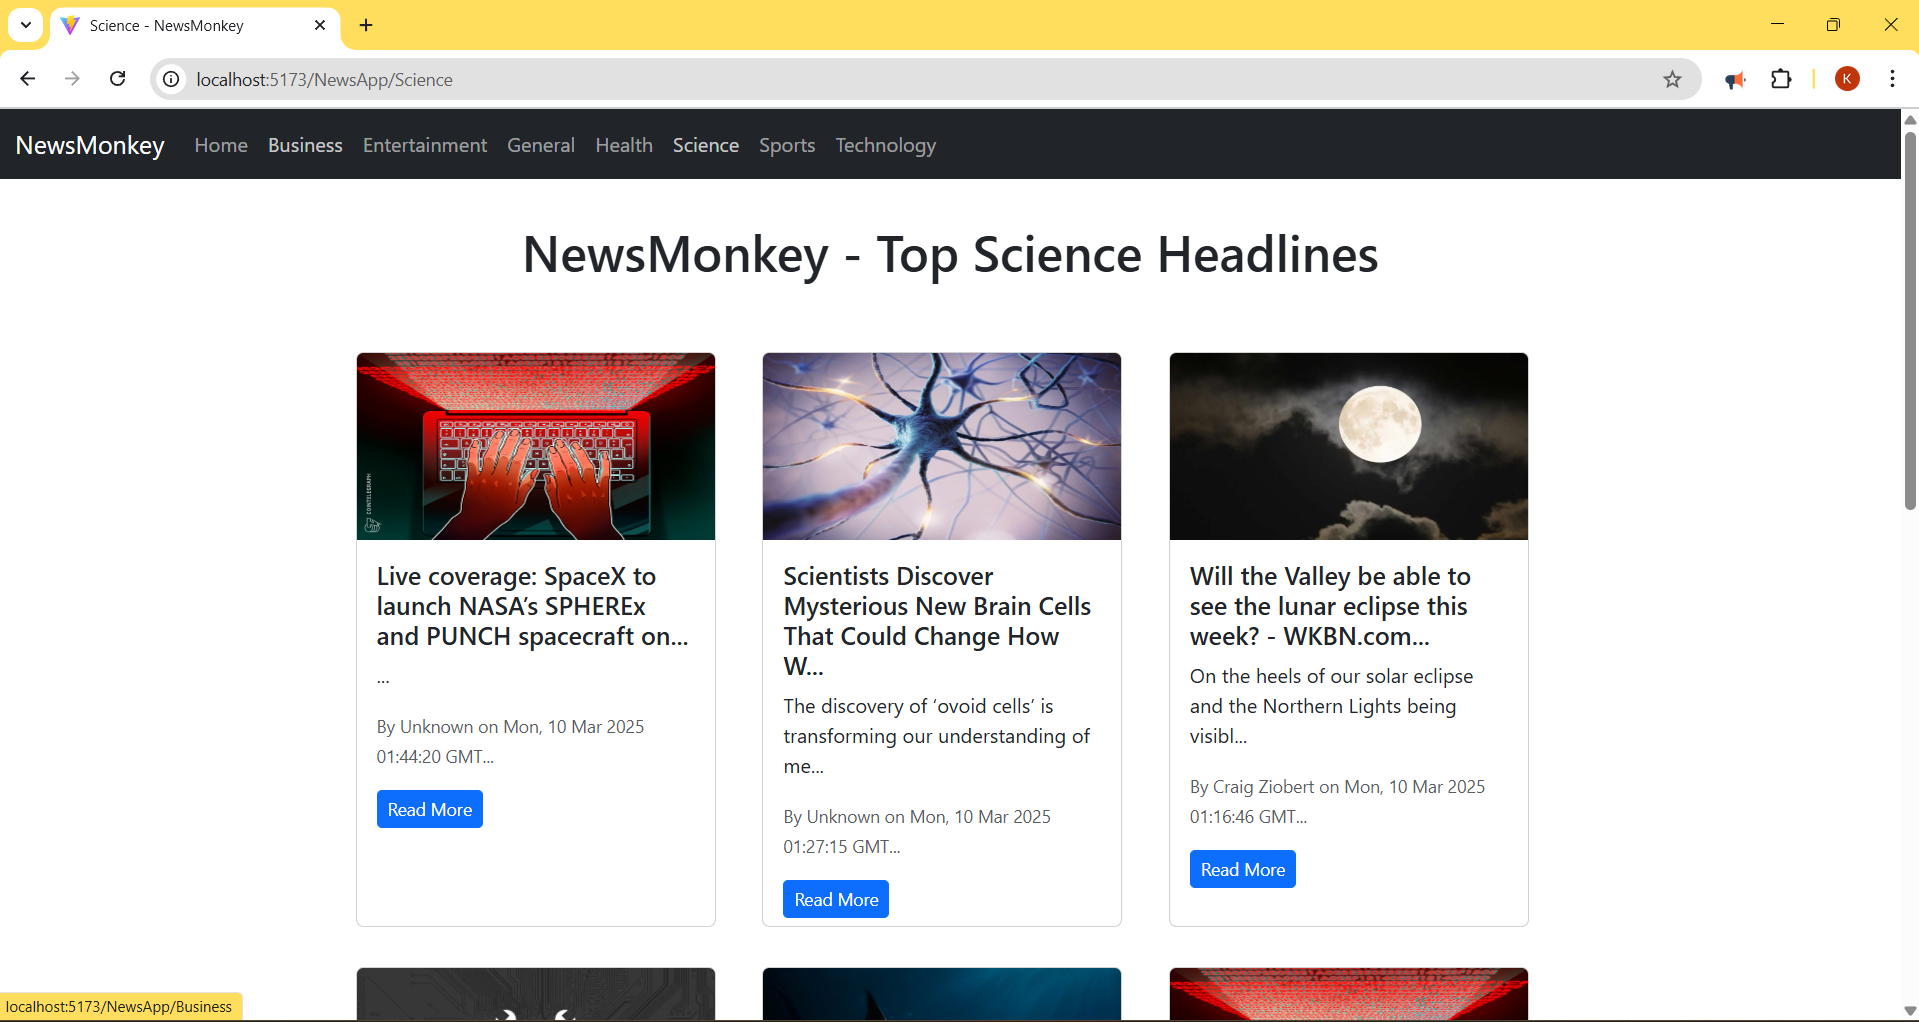 Science - NewsMonkey
localhost:5173/NewsApp/Science
K
NewsMonkey Home Business Entertainment General Health Science Sports Technology
NewsMonkey - Top Science Headlines
COINTELEGRAPH
Live coverage: SpaceX to
launch NASA’s SPHEREx
and PUNCH spacecraft on...
...
By Unknown on Mon, 10 Mar 2025
01:44:20 GMT...
Read More
Scientists Discover
Mysterious New Brain Cells
That Could Change How
W...
The discovery of ‘ovoid cells’ is
transforming our understanding of
me...
By Unknown on Mon, 10 Mar 2025
01:27:15 GMT...
Read More
Will the Valley be able to
see the lunar eclipse this
week? - WKBN.com...
On the heels of our solar eclipse
and the Northern Lights being
visibl...
By Craig Ziobert on Mon, 10 Mar 2025
01:16:46 GMT...
Read More
localhost:5173/NewsApp/Business